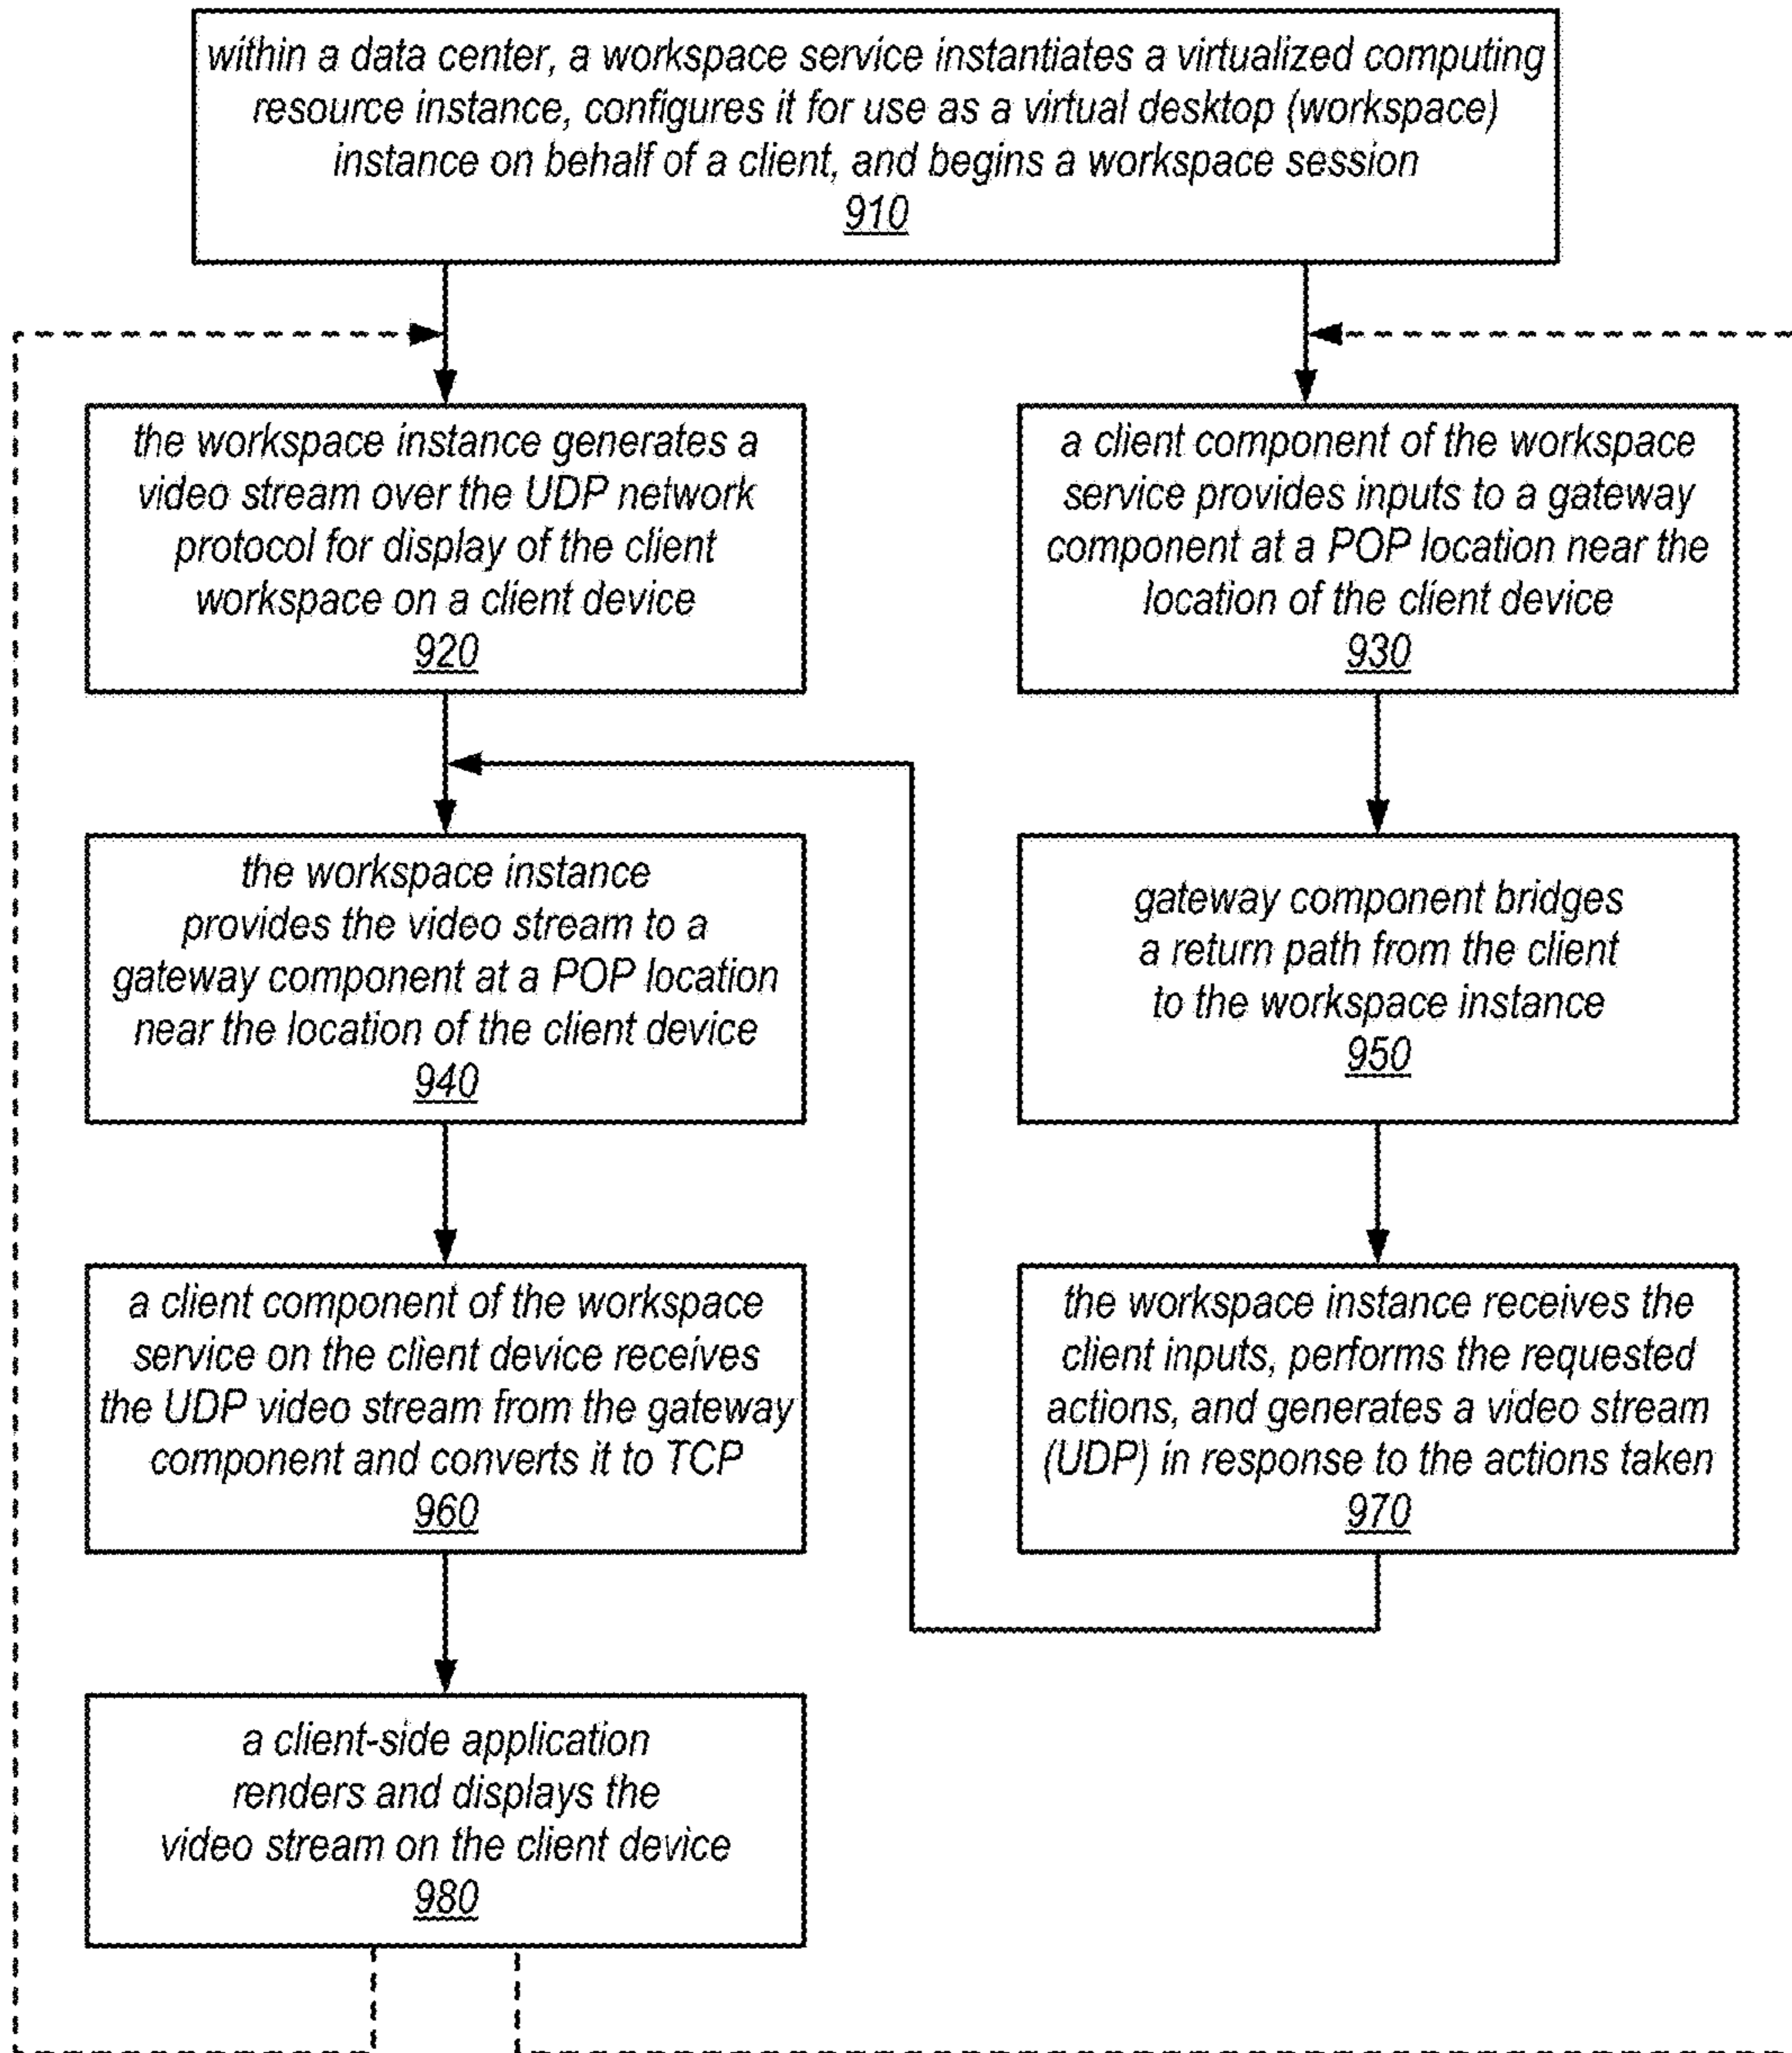 within a data center, a workspace service instantiates a virtualized computing
resource instance, configures it for use as a virtual desktop (workspace)
instance on behalf of a client, and begins a workspace session
910
the workspace instance generates a
video stream over the UDP network
protocol for display of the client
workspace on a client device
920
a client component of the workspace
service provides inputs to a gateway
component at a POP location near the
location of the client device
930
the workspace instance
provides the video stream to a
gateway component at a POP location
near the location of the client device
940
gateway component bridges
a return path from the client
to the workspace instance
950
a client component of the workspace
service on the client device receives
the UDP video stream from the gateway
component and converts it to TCP
960
the workspace instance receives the
client inputs, performs the requested
actions, and generates a video stream
(UDP) in response to the actions taken
970
a client-side application
renders and displays the
video stream on the client device
980